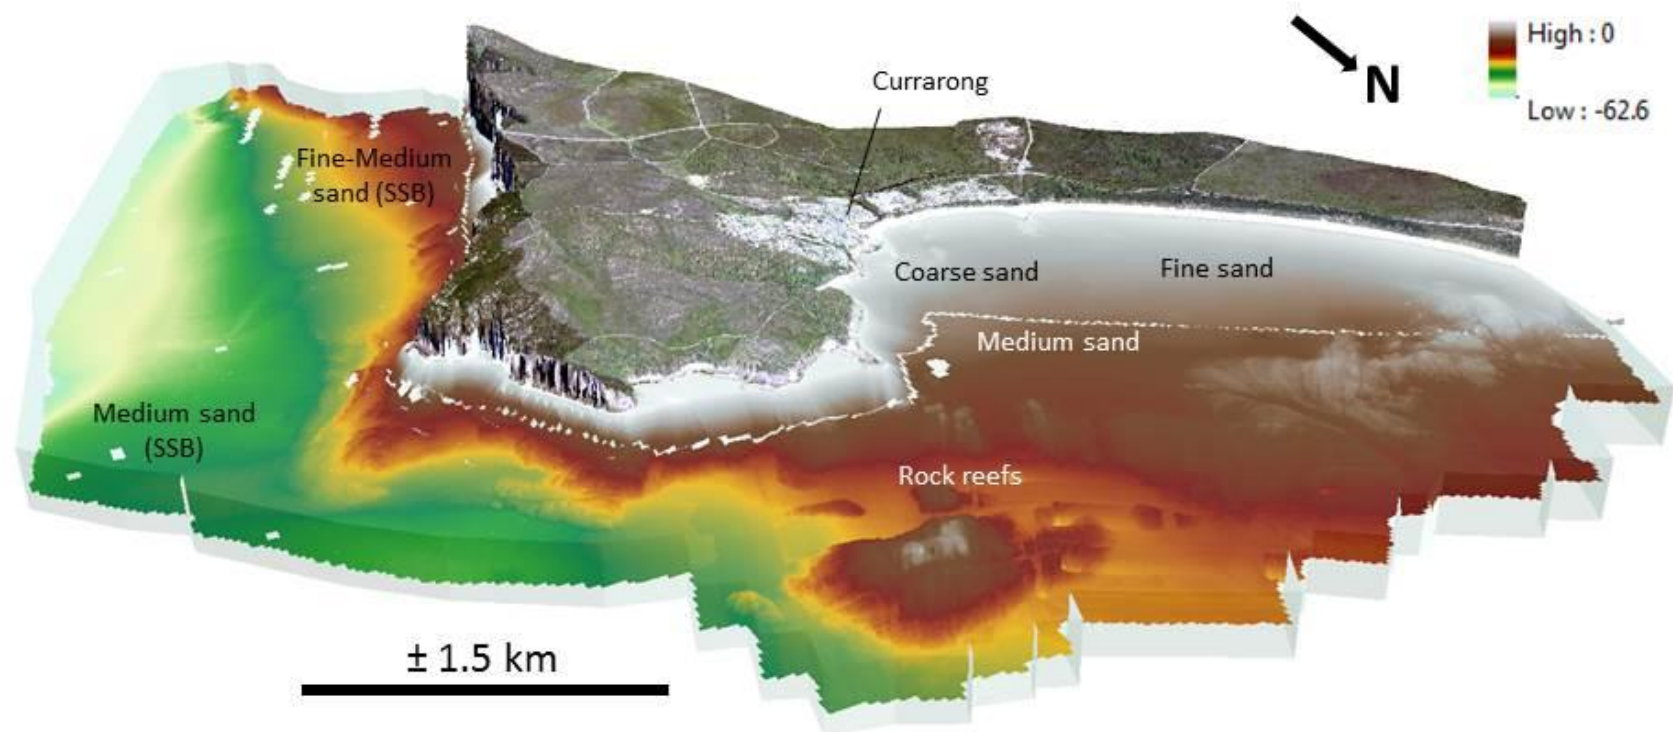 Currarong
N
High : 0
Low : -62.6
Fine-Medium
sand (SSB)
Coarse sand
Fine sand
Medium sand
Medium sand
(SSB)
Rock reefs
± 1.5 km